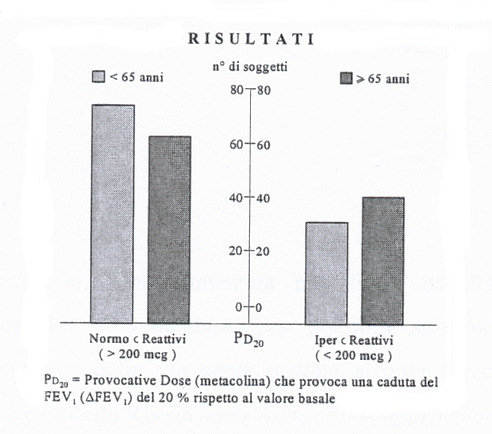 RISULTATI
n° di soggetti
< 65 anni
⩾ 65 anni
80 80
60 60
40 40
20 20
0 0
Normo c Reattivi
( > 200 mcg )
PD₂₀
Iper c Reattivi
( < 200 mcg )
PD₂₀ = Provocative Dose (metacolina) che provoca una caduta del
FEV₁ (ΔFEV₁) del 20 % rispetto al valore basale